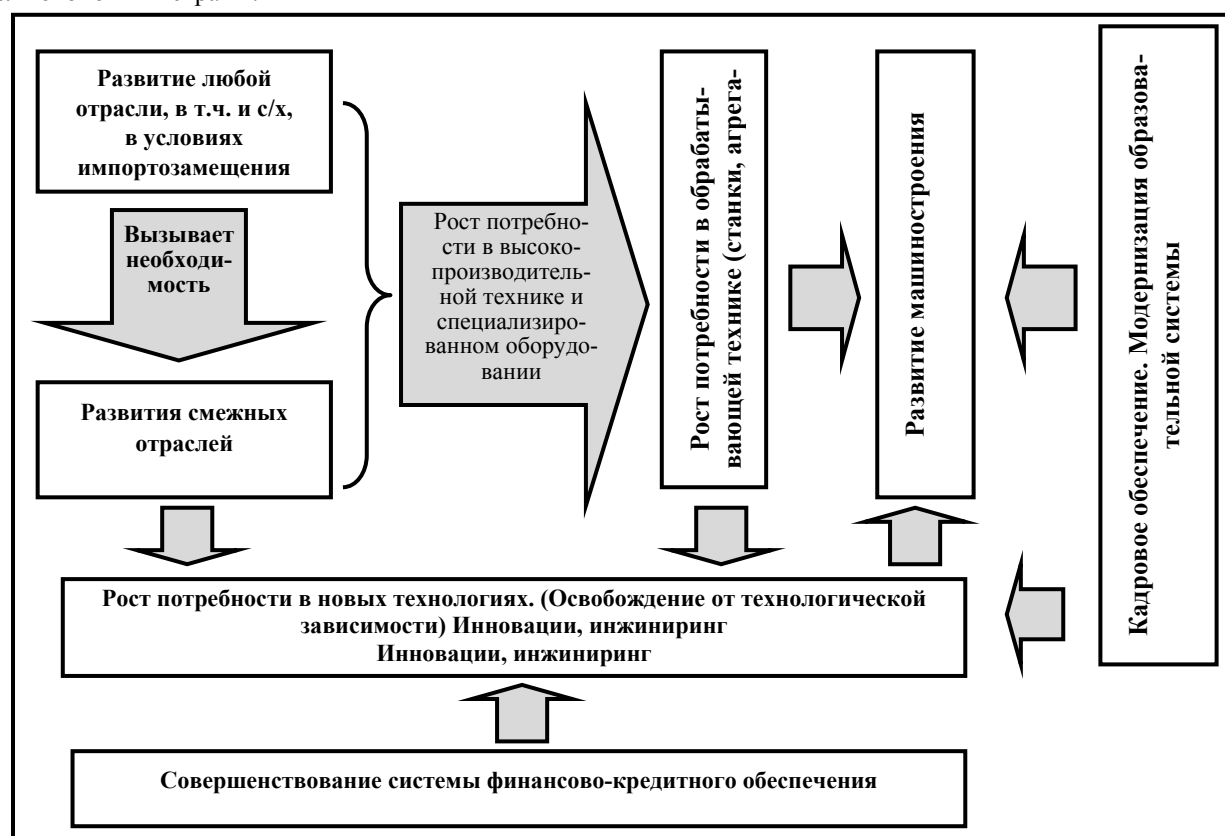 Развитие любой
отрасли, в т.ч. и с/х,
в условиях
импортозамещения
Вызывает
необходи-
мость
Развития смежных
отраслей
Рост потребно-
сти в высоко-
производитель-
ной технике и
специализиро-
ванном оборудо-
вании
Рост потребности в обрабаты-
вающей технике (станки, агрега-
Развитие машиностроения
Кадровое обеспечение. Модернизация образова-
тельной системы
Рост потребности в новых технологиях. (Освобождение от технологической
зависимости) Инновации, инжиниринг
Инновации, инжиниринг
Совершенствование системы финансово-кредитного обеспечения